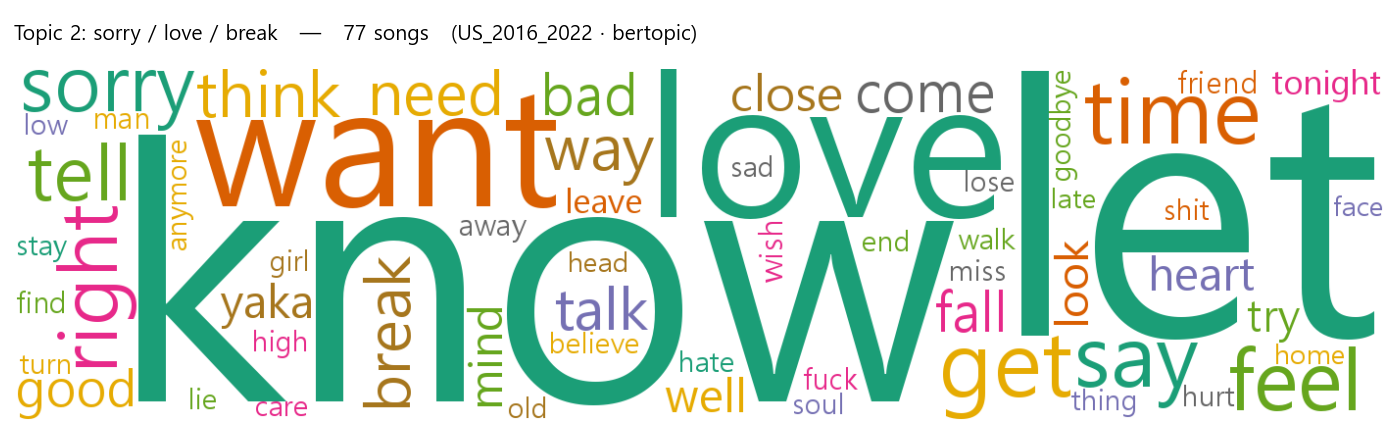 Topic 2: sorry / love / break — 77 songs (US_2016_2022 · bertopic)
sorry think need bad love close come goodbye time friend tonight
low man want way let
tell anymore sad lose late shit face
right leave
stay away wish end walk look
know girl head miss heart
find yaka break talk fall try
high mind believe
turn hate get say home
good lie care old well fuck soul thing hurt feel